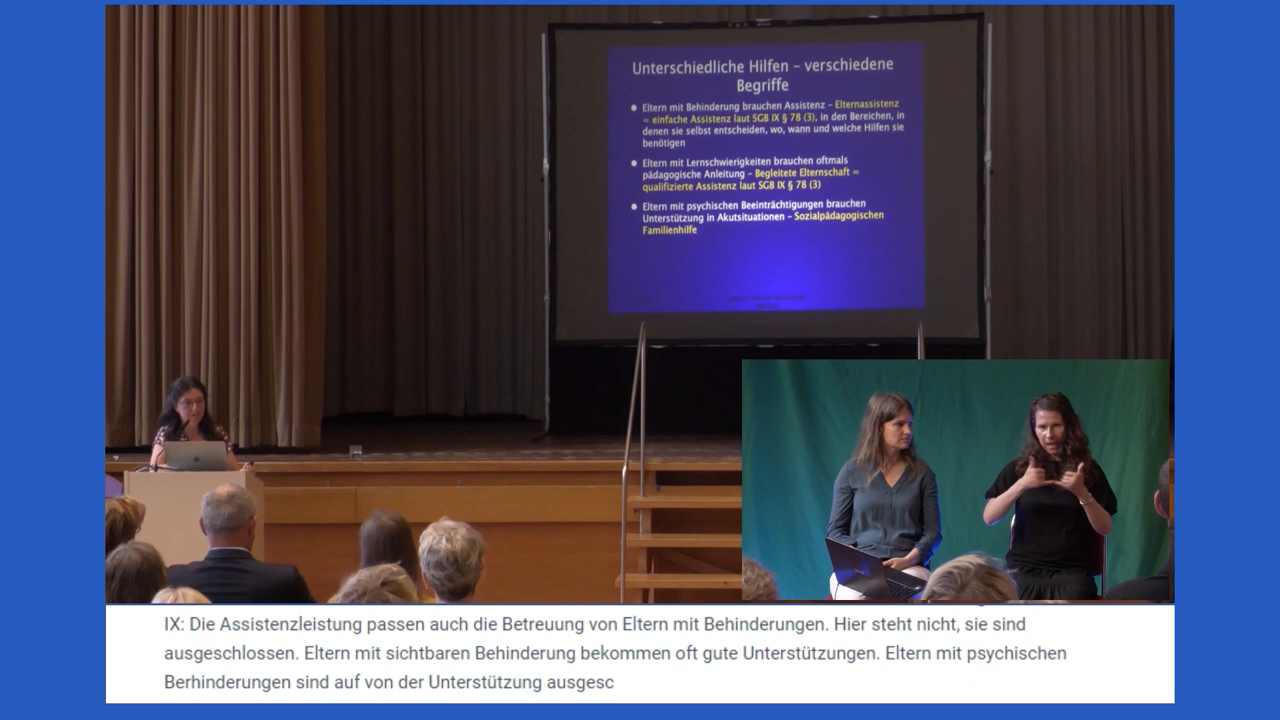 Unterschiedliche Hilfen – verschiedene
Begriffe
Eltern mit Behinderung brauchen Assistenz – Elternassistenz
= einfache Assistenz laut SGB IX § 78 (3), in den Bereichen, in
denen sie selbst entscheiden, wo, wann und welche Hilfen sie
benötigen
Eltern mit Lernschwierigkeiten brauchen oftmals
pädagogische Anleitung – Begleitete Elternschaft =
qualifizierte Assistenz laut SGB IX § 78 (3)
Eltern mit psychischen Beeinträchtigungen brauchen
Unterstützung in Akutsituationen – Sozialpädagogischen
Familienhilfe
IX: Die Assistenzleistung passen auch die Betreuung von Eltern mit Behinderungen. Hier steht nicht, sie sind
ausgeschlossen. Eltern mit sichtbaren Behinderung bekommen oft gute Unterstützungen. Eltern mit psychischen
Berhinderungen sind auf von der Unterstützung ausgesc